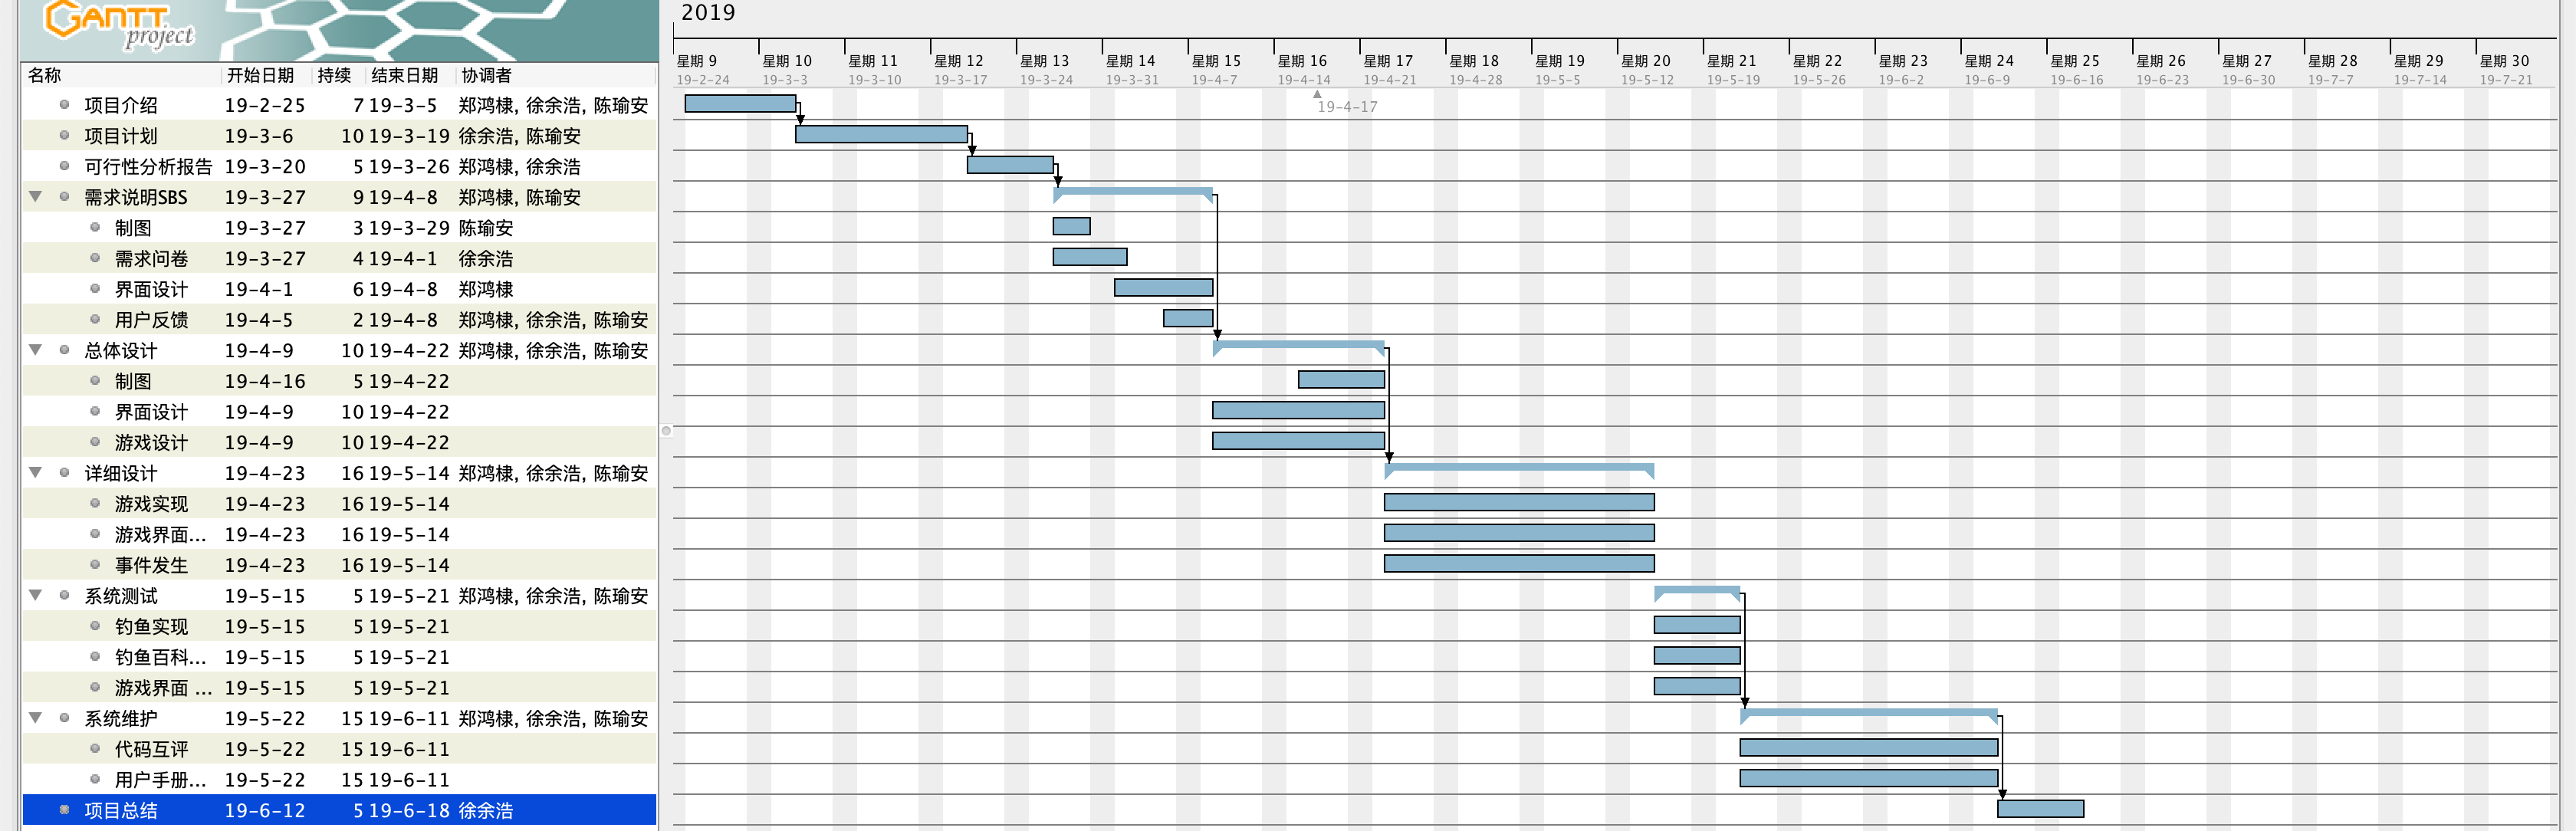 GANTT
project
2019
星期 9 星期 10 星期 11 星期 12 星期 13 星期 14 星期 15 星期 16 星期 17 星期 18 星期 19 星期 20 星期 21 星期 22 星期 23 星期 24 星期 25 星期 26 星期 27 星期 28 星期 29 星期 30
名称 开始日期 持续 结束日期 协调者
19-2-24 19-3-3 19-3-10 19-3-17 19-3-24 19-3-31 19-4-7 19-4-14 19-4-21 19-4-28 19-5-5 19-5-12 19-5-19 19-5-26 19-6-2 19-6-9 19-6-16 19-6-23 19-6-30 19-7-7 19-7-14 19-7-21
19-4-17
项目介绍 19-2-25 7 19-3-5 郑鸿棣, 徐余浩, 陈瑜安
项目计划 19-3-6 10 19-3-19 徐余浩, 陈瑜安
可行性分析报告 19-3-20 5 19-3-26 郑鸿棣, 徐余浩
需求说明SBS 19-3-27 9 19-4-8 郑鸿棣, 陈瑜安
制图 19-3-27 3 19-3-29 陈瑜安
需求问卷 19-3-27 4 19-4-1 徐余浩
界面设计 19-4-1 6 19-4-8 郑鸿棣
用户反馈 19-4-5 2 19-4-8 郑鸿棣, 徐余浩, 陈瑜安
总体设计 19-4-9 10 19-4-22 郑鸿棣, 徐余浩, 陈瑜安
制图 19-4-16 5 19-4-22
界面设计 19-4-9 10 19-4-22
游戏设计 19-4-9 10 19-4-22
详细设计 19-4-23 16 19-5-14 郑鸿棣, 徐余浩, 陈瑜安
游戏实现 19-4-23 16 19-5-14
游戏界面... 19-4-23 16 19-5-14
事件发生 19-4-23 16 19-5-14
系统测试 19-5-15 5 19-5-21 郑鸿棣, 徐余浩, 陈瑜安
钓鱼实现 19-5-15 5 19-5-21
钓鱼百科... 19-5-15 5 19-5-21
游戏界面 ... 19-5-15 5 19-5-21
系统维护 19-5-22 15 19-6-11 郑鸿棣, 徐余浩, 陈瑜安
代码互评 19-5-22 15 19-6-11
用户手册... 19-5-22 15 19-6-11
项目总结 19-6-12 5 19-6-18 徐余浩